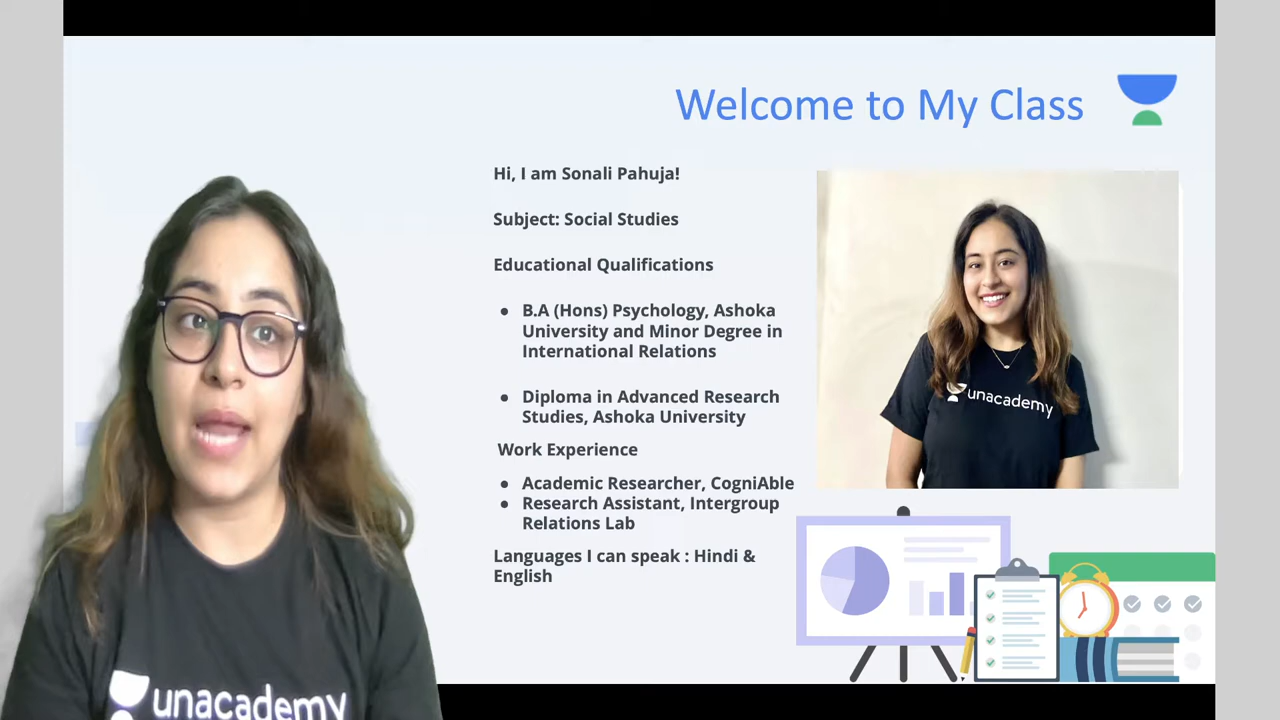 Welcome to My Class
Hi, I am Sonali Pahuja!
Subject: Social Studies
Educational Qualifications
● B.A (Hons) Psychology, Ashoka
University and Minor Degree in
International Relations
● Diploma in Advanced Research
Studies, Ashoka University
Work Experience
● Academic Researcher, CogniAble
● Research Assistant, Intergroup
Relations Lab
Languages I can speak : Hindi &
English
unacademy
unacademy